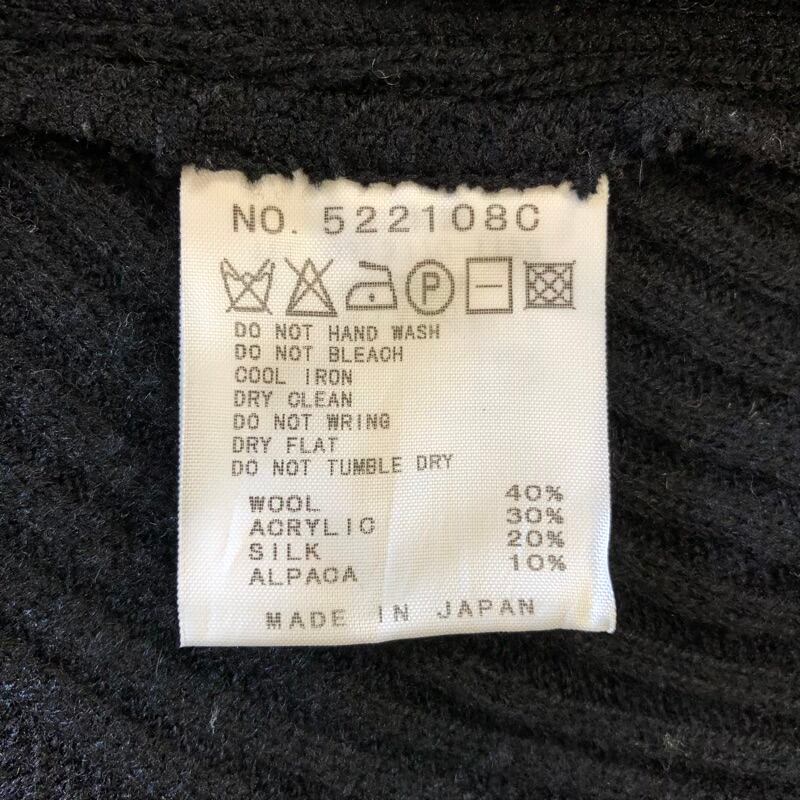 NO. 522108C
P
DO NOT HAND WASH
DO NOT BLEACH
COOL IRON
DRY CLEAN
DO NOT WRING
DRY FLAT
DO NOT TUMBLE DRY
WOOL 40%
ACRYLIC 30%
SILK 20%
ALPACA 10%
MADE IN JAPAN